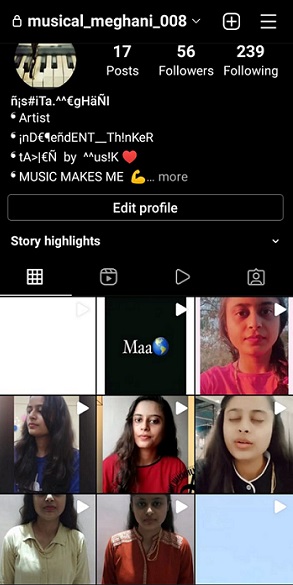 musical_meghani_008
17 56 239
Posts Followers Following
ñ¡s#iTa.^^€gHäÑI
❛ Artist
❛ ¡nD€¶eñdENT__Th!nKeR
❛ tA>|€Ñ by ^^us!K ❤️
❛ MUSIC MAKES ME 💪... more
Edit profile
Story highlights
Maa🌎